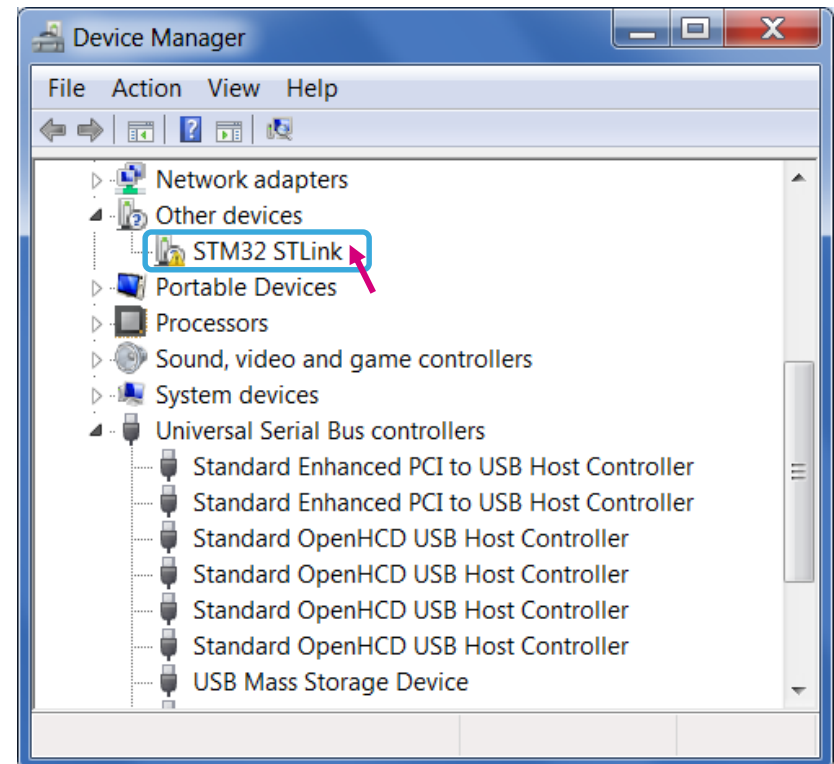 Device Manager
File Action View Help
Network adapters
Other devices
STM32 STLink
Portable Devices
Processors
Sound, video and game controllers
System devices
Universal Serial Bus controllers
Standard Enhanced PCI to USB Host Controller
Standard Enhanced PCI to USB Host Controller
Standard OpenHCD USB Host Controller
Standard OpenHCD USB Host Controller
Standard OpenHCD USB Host Controller
Standard OpenHCD USB Host Controller
USB Mass Storage Device